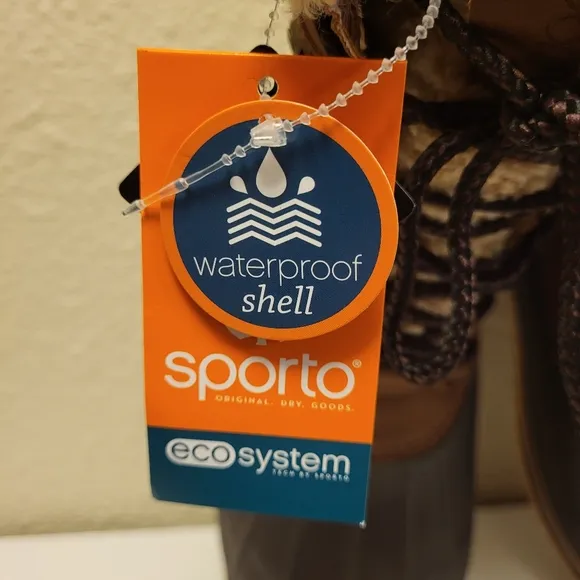 waterproof
shell
sporto®
ORIGINAL. DRY. GOODS.
eco system
TECH BY SPORTO